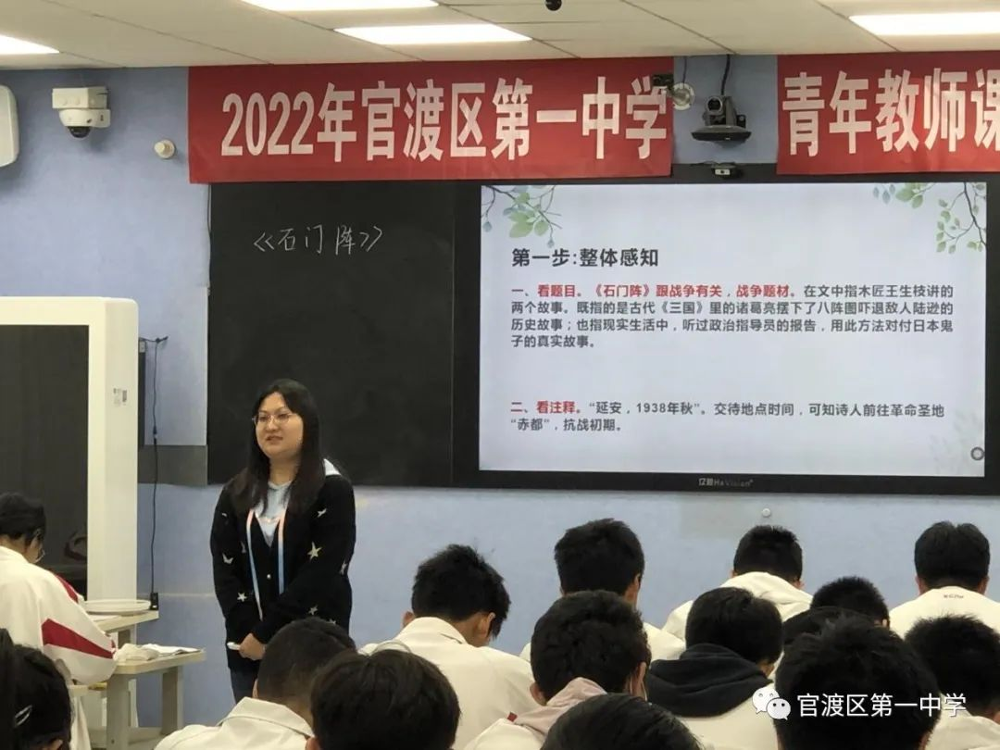 2022年官渡区第一中学
青年教师课
《石门阵》
第一步:整体感知
一、看题目。《石门阵》跟战争有关，战争题材。在文中指木匠王生枝讲的
两个故事。既指的是古代《三国》里的诸葛亮摆下了八阵图吓退敌人陆逊的
历史故事；也指现实生活中，听过政治指导员的报告，用此方法对付日本鬼
子的真实故事。
二、看注释。“延安，1938年秋”。交待地点时间，可知诗人前往革命圣地
“赤都”，抗战初期。
官渡区第一中学